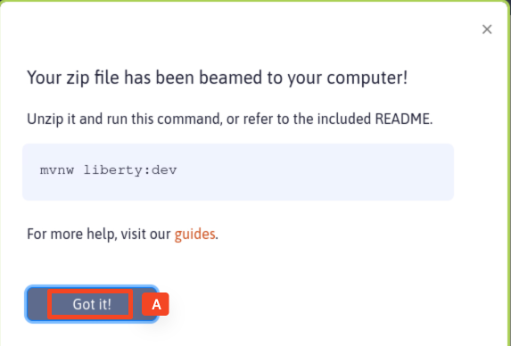 ×
Your zip file has been beamed to your computer!
Unzip it and run this command, or refer to the included README.
mvnw liberty:dev
For more help, visit our guides.
Got it! A